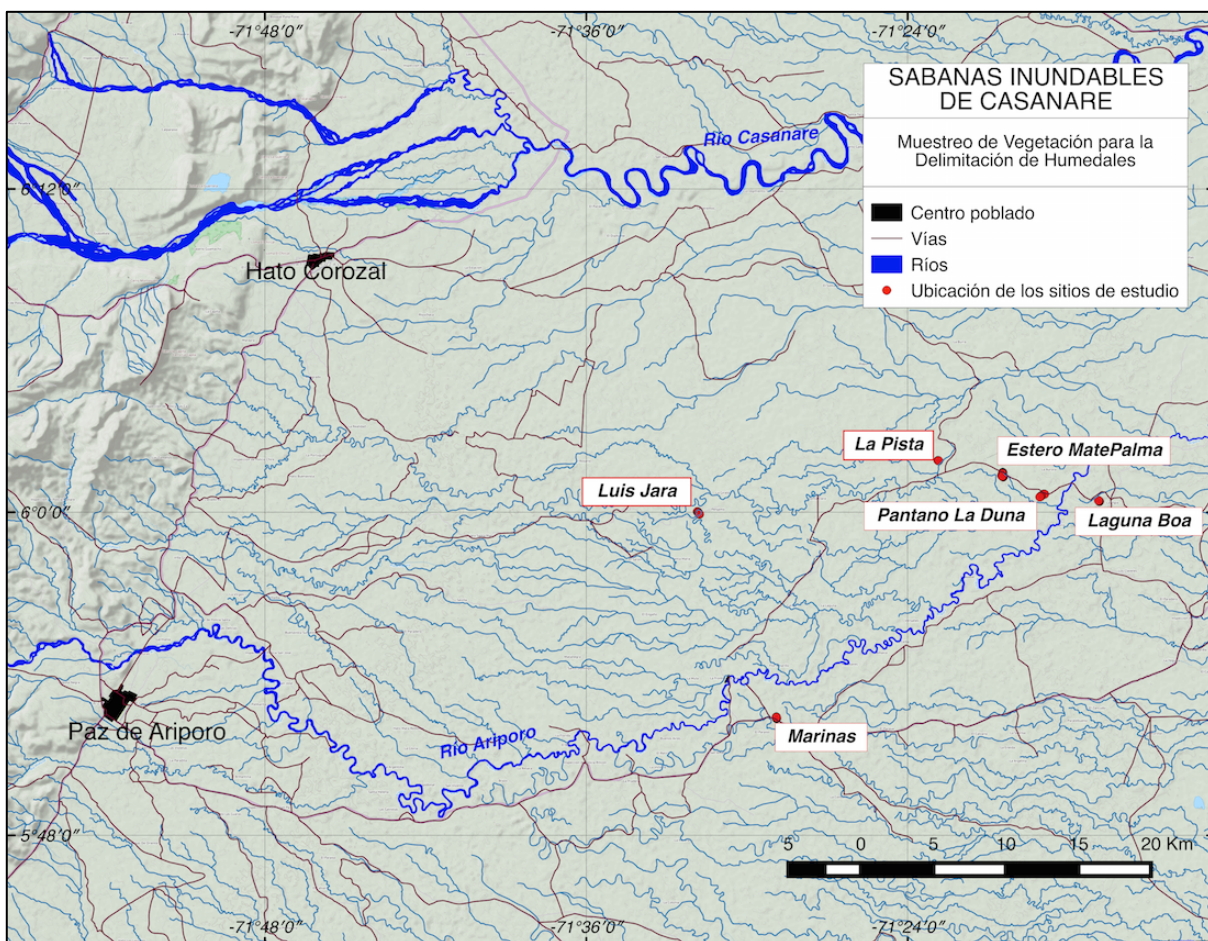 -71°48'0"
-71°36'0"
-71°24'0"
SABANAS INUNDABLES
DE CASANARE
Muestreo de Vegetación para la
Delimitación de Humedales
Centro poblado
Vías
Ríos
Ubicación de los sitios de estudio
Río Casanare
6°12'0"
Hato Corozal
La Pista
Estero MatePalma
Luis Jara
Pantano La Duna
Laguna Boa
6°0'0"
Paz de Ariporo
Río Ariporo
Marinas
5°48'0"
5 0 5 10 20 Km
-71°48'0"
-71°36'0"
-71°24'0"